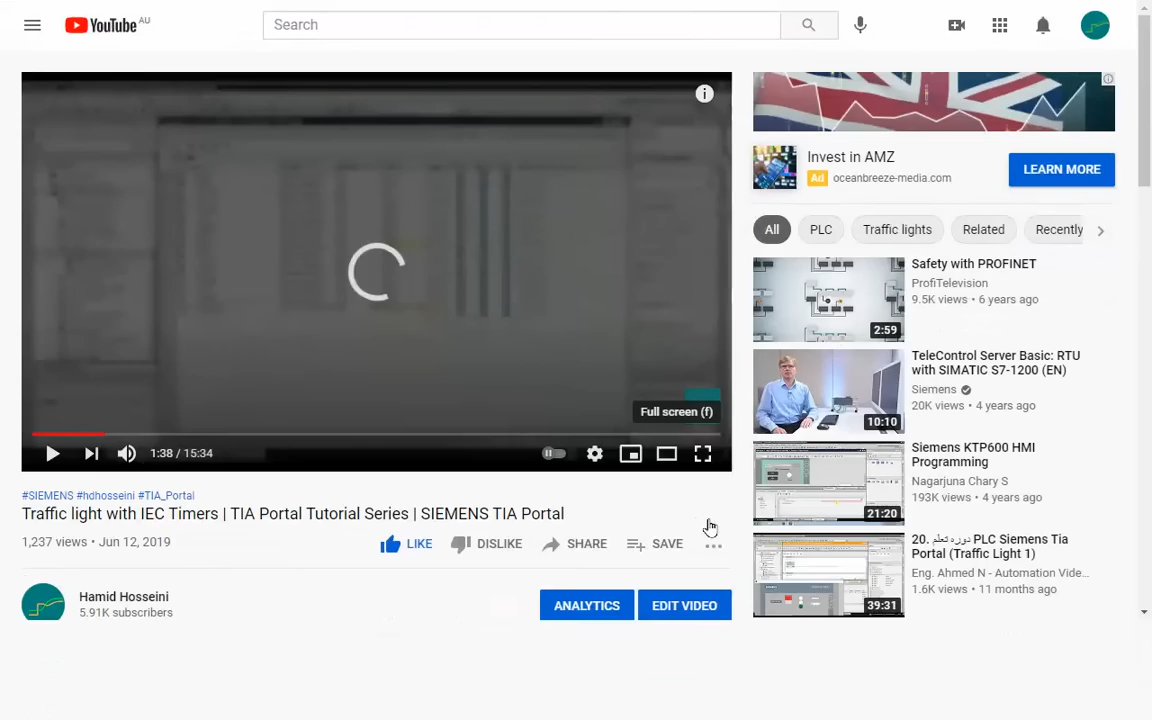 YouTube AU
Search
Full screen (f)
1:38 / 15:34
#SIEMENS #hdhosseini #TIA_Portal
Traffic light with IEC Timers | TIA Portal Tutorial Series | SIEMENS TIA Portal
1,237 views • Jun 12, 2019
LIKE
DISLIKE
SHARE
SAVE
Hamid Hosseini
5.91K subscribers
ANALYTICS
EDIT VIDEO
Invest in AMZ
Ad oceanbreeze-media.com
LEARN MORE
All
PLC
Traffic lights
Related
Recently
2:59
Safety with PROFINET
ProfiTelevision
9.5K views • 6 years ago
10:10
TeleControl Server Basic: RTU
with SIMATIC S7-1200 (EN)
Siemens
20K views • 4 years ago
21:20
Siemens KTP600 HMI
Programming
Nagarjuna Chary S
193K views • 4 years ago
39:31
20. دوره تعلم PLC Siemens Tia
Portal (Traffic Light 1)
Eng. Ahmed N - Automation Vide...
1.6K views • 11 months ago